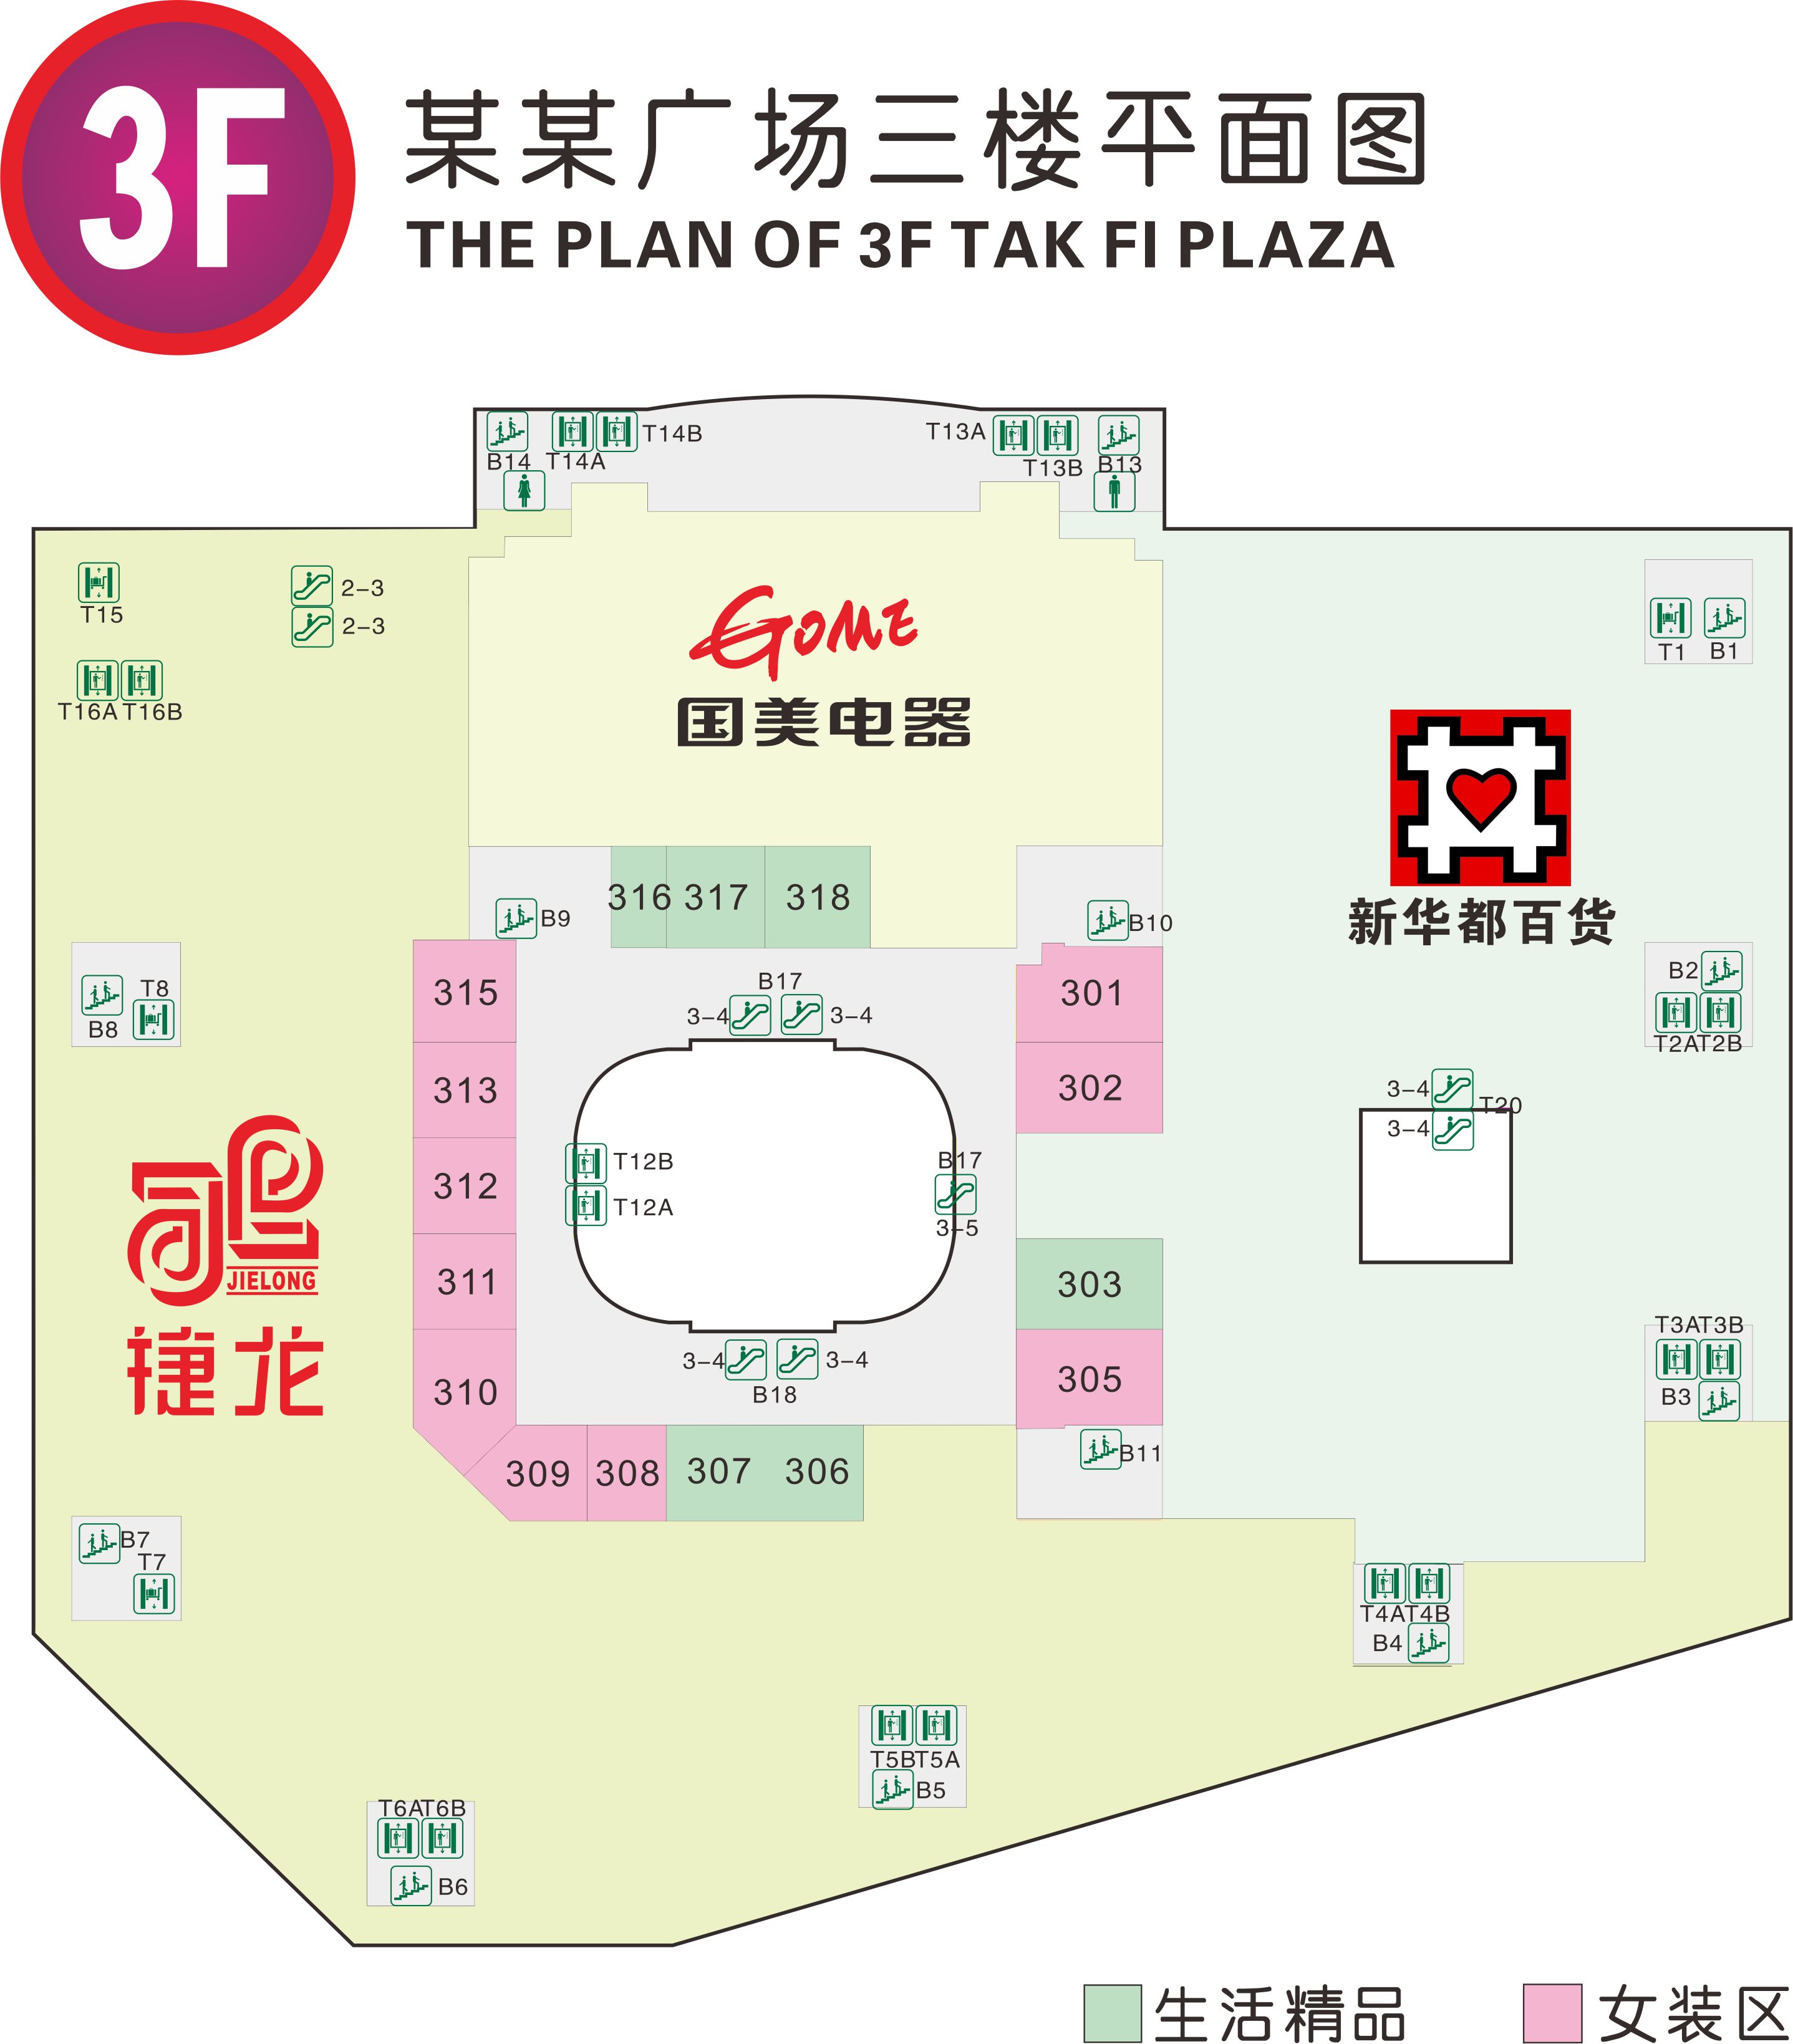 3F
某某广场三楼平面图
THE PLAN OF 3F TAK FI PLAZA
B14
T14A
T14B
T13A
T13B
B13
T15
2-3
2-3
T16A T16B
GOME
国美电器
T1 B1
新华都百货
316 317 318
B9
B10
B8
T8
315
313
312
311
310
309
308
307
306
301
302
303
305
B17
3-4
3-4
T12B
T12A
B17
3-5
3-4
3-4
B18
B2
T2A T2B
3-4
T20
3-4
JIELONG
捷龙
T3A T3B
B3
B11
B7
T7
T4A T4B
B4
T5B T5A
B5
T6A T6B
B6
生活精品
女装区